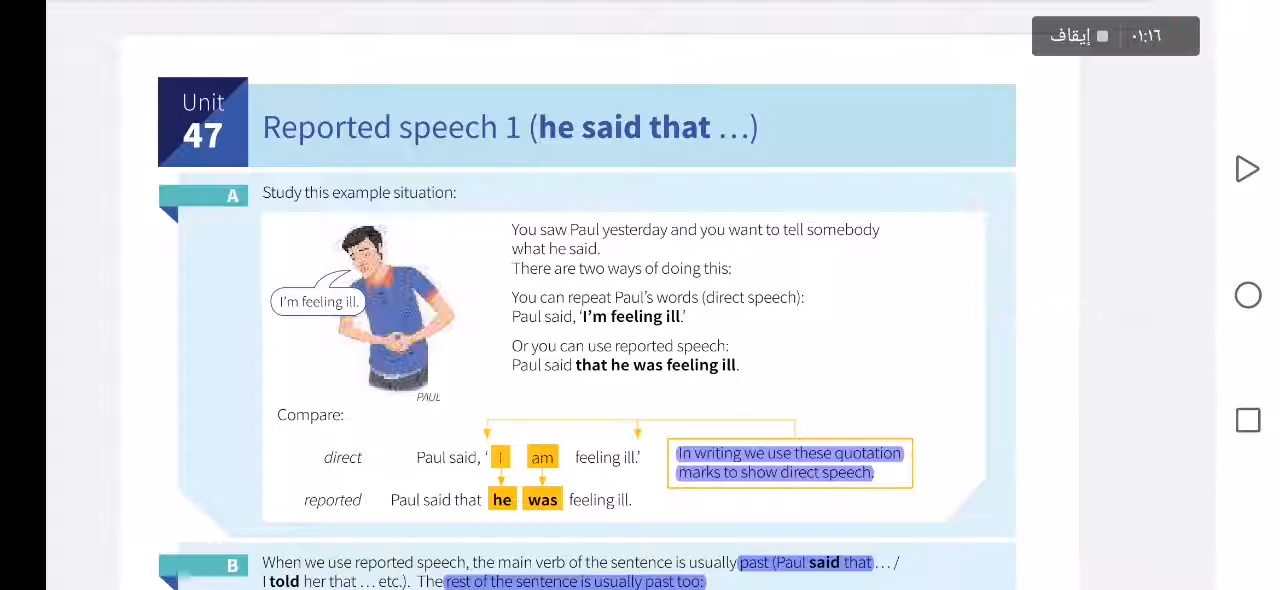 إيقاف ٠١:١٦
Unit
47
Reported speech 1 (he said that …)
A
Study this example situation:
I'm feeling ill.
PAUL
You saw Paul yesterday and you want to tell somebody
what he said.
There are two ways of doing this:
You can repeat Paul's words (direct speech):
Paul said, 'I'm feeling ill.'
Or you can use reported speech:
Paul said that he was feeling ill.
Compare:
direct Paul said, ' I am feeling ill.'
In writing we use these quotation
marks to show direct speech.
reported Paul said that he was feeling ill.
B
When we use reported speech, the main verb of the sentence is usually past (Paul said that … /
I told her that … etc.). The rest of the sentence is usually past too: